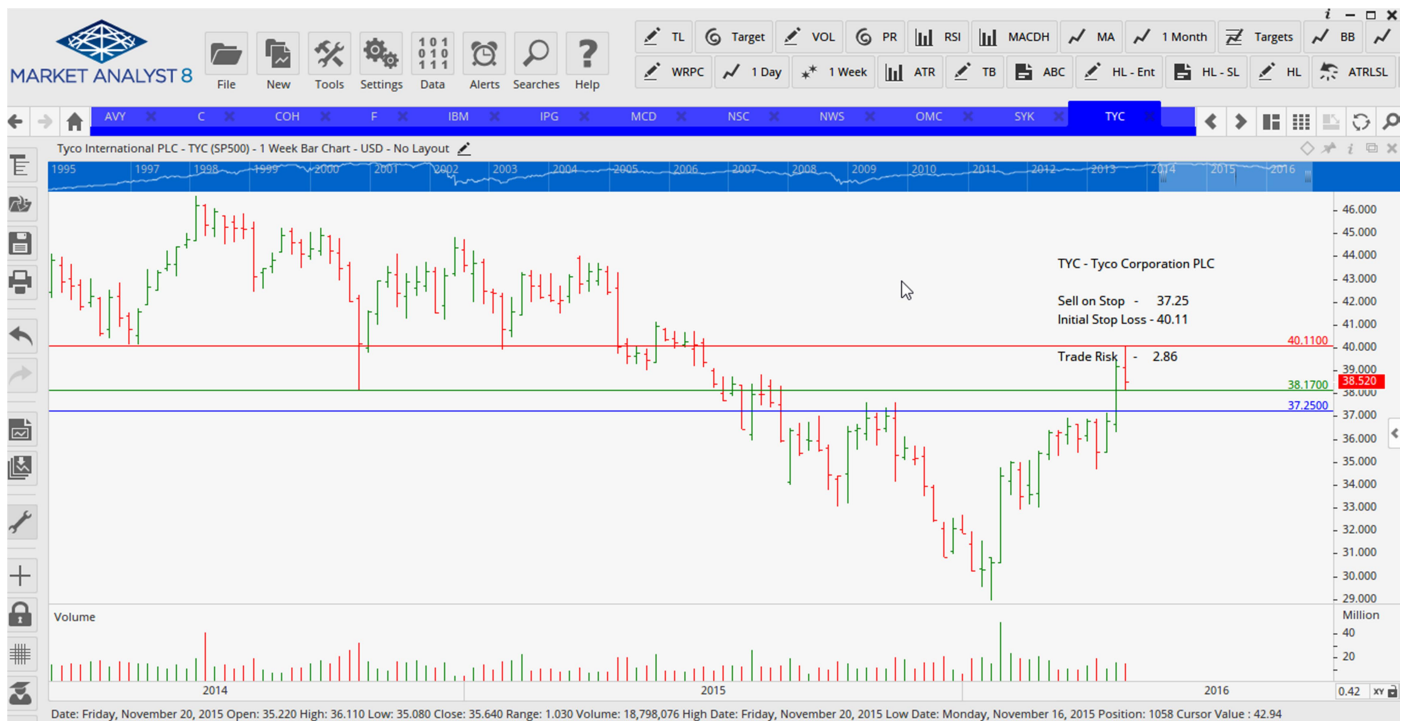 i
TL Target VOL PR RSI MACDH MA 1 Month Targets BB
MARKET ANALYST 8
File New Tools Settings Data Alerts Searches Help
WRPC 1 Day 1 Week ATR TB ABC HL - Ent HL - SL HL ATRLSL
AVY C COH F IBM IPG MCD NSC NWS OMC SYK TYC
Tyco International PLC - TYC (SP500) - 1 Week Bar Chart - USD - No Layout
1995 1997 1998 1999 2000 2001 2002 2003 2004 2005 2006 2007 2008 2009 2010 2011 2012 2013 2014 2015 2016
46.000
45.000
44.000
TYC - Tyco Corporation PLC
43.000
Sell on Stop - 37.25
42.000
Initial Stop Loss - 40.11
41.000
40.1100
40.000
Trade Risk - 2.86
39.000
38.520
38.1700
38.000
37.2500
37.000
36.000
35.000
34.000
33.000
32.000
31.000
30.000
29.000
Volume
Million
40
20
2014 2015 2016
0.42 XY
Date: Friday, November 20, 2015 Open: 35.220 High: 36.110 Low: 35.080 Close: 35.640 Range: 1.030 Volume: 18,798,076 High Date: Friday, November 20, 2015 Low Date: Monday, November 16, 2015 Position: 1058 Cursor Value : 42.94